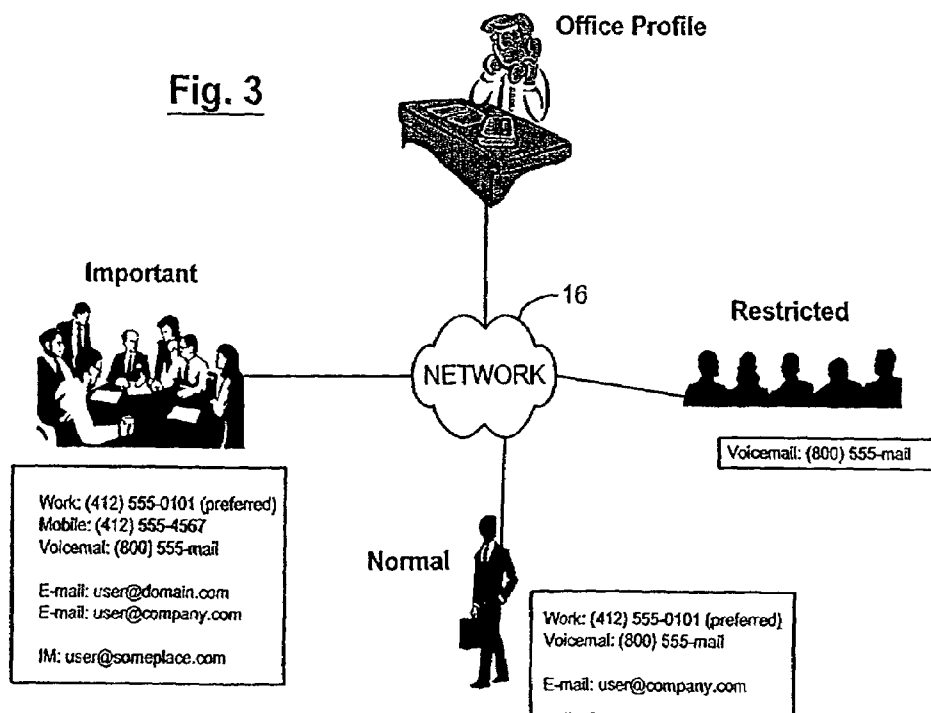 Office Profile
Fig. 3
Important
16
NETWORK
Restricted
Voicemail: (800) 555-mail
Work: (412) 555-0101 (preferred)
Mobile: (412) 555-4567
Voicemal: (800) 555-mail
E-mail: user@domain.com
E-mail: user@company.com
IM: user@someplace.com
Normal
Work: (412) 555-0101 (preferred)
Voicemal: (800) 555-mail
E-mail: user@company.com